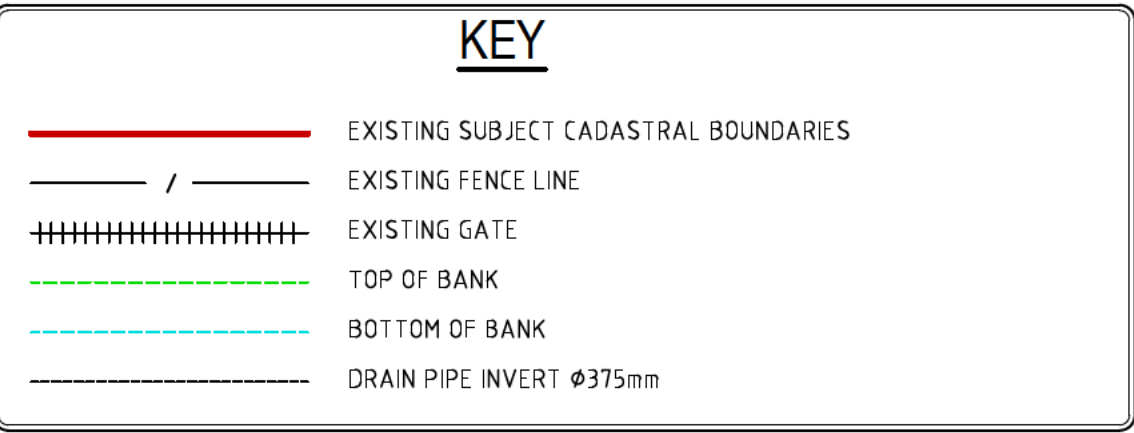 KEY
EXISTING SUBJECT CADASTRAL BOUNDARIES
EXISTING FENCE LINE
EXISTING GATE
TOP OF BANK
BOTTOM OF BANK
DRAIN PIPE INVERT Ø375mm